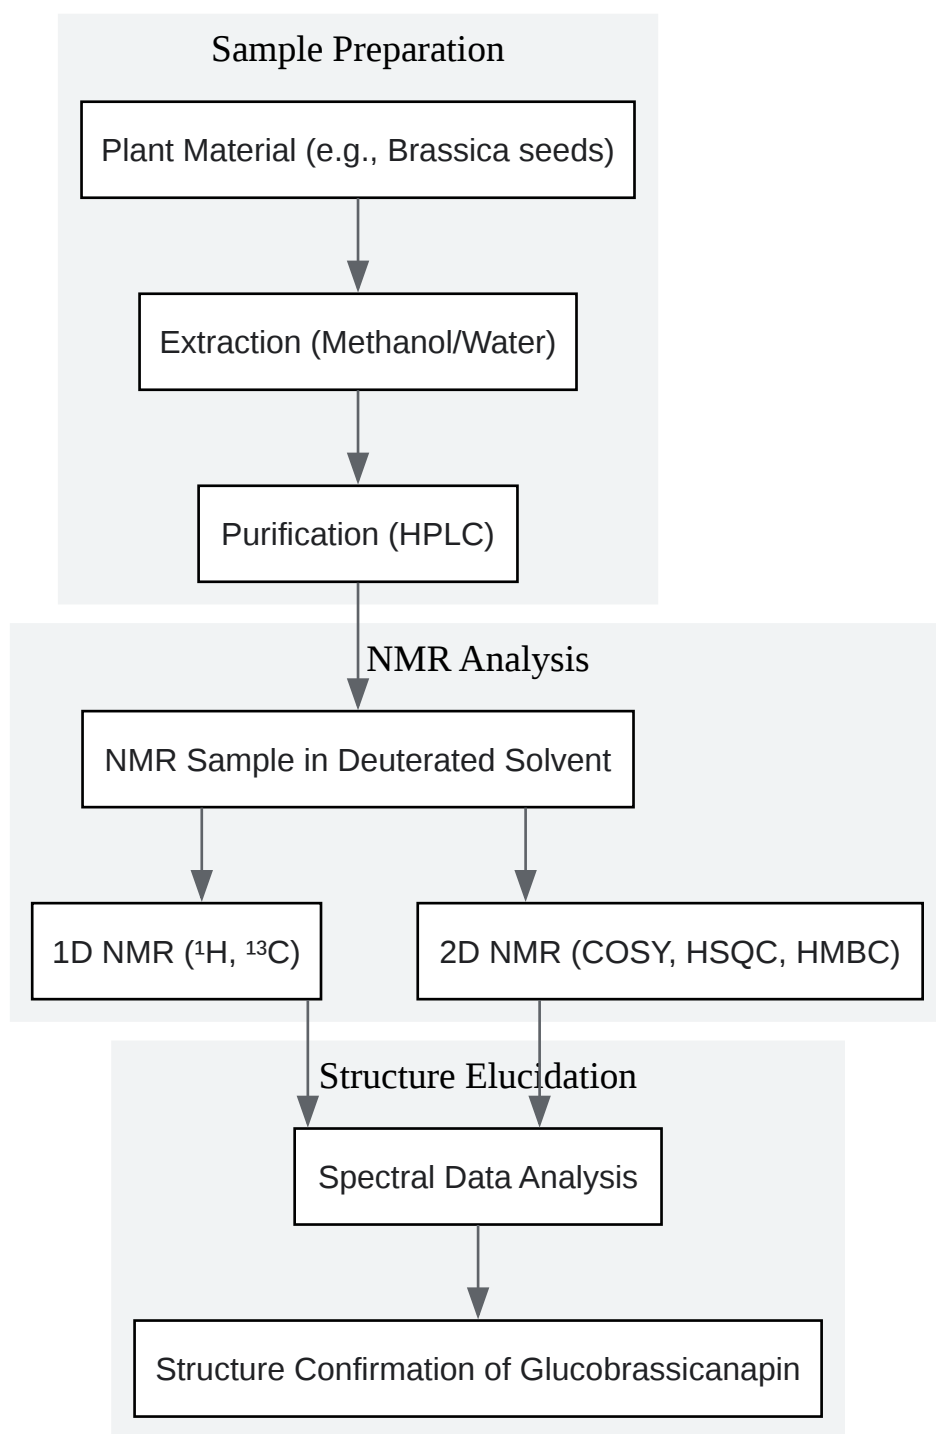 Sample Preparation
Plant Material (e.g., Brassica seeds)
Extraction (Methanol/Water)
Purification (HPLC)
NMR Analysis
NMR Sample in Deuterated Solvent
1D NMR (¹H, ¹³C)
2D NMR (COSY, HSQC, HMBC)
Structure Elucidation
Spectral Data Analysis
Structure Confirmation of Glucobrassicanapin